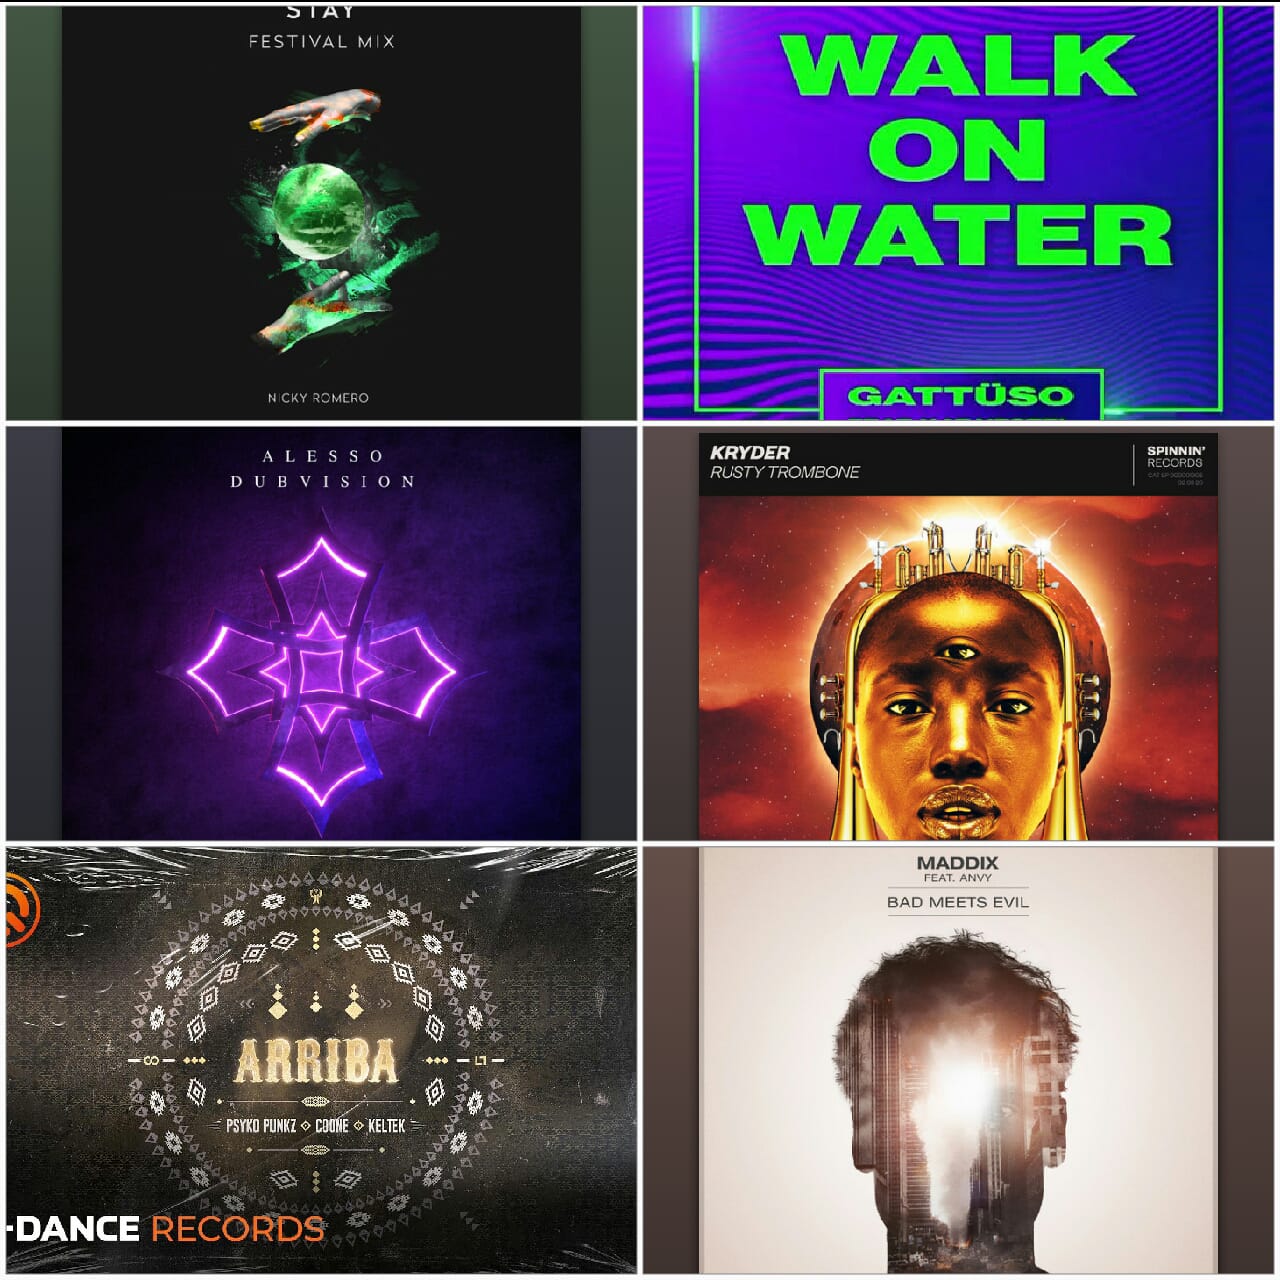 STAY
FESTIVAL MIX
NICKY ROMERO
WALK
ON
WATER
GATTÜSO
ALESSO
DUBVISION
KRYDER
RUSTY TROMBONE
SPINNIN'
RECORDS
ARRIBA
PSYKO PUNKZ ◇ COONE ◇ KELTEK
-DANCE RECORDS
MADDIX
FEAT. ANVY
BAD MEETS EVIL